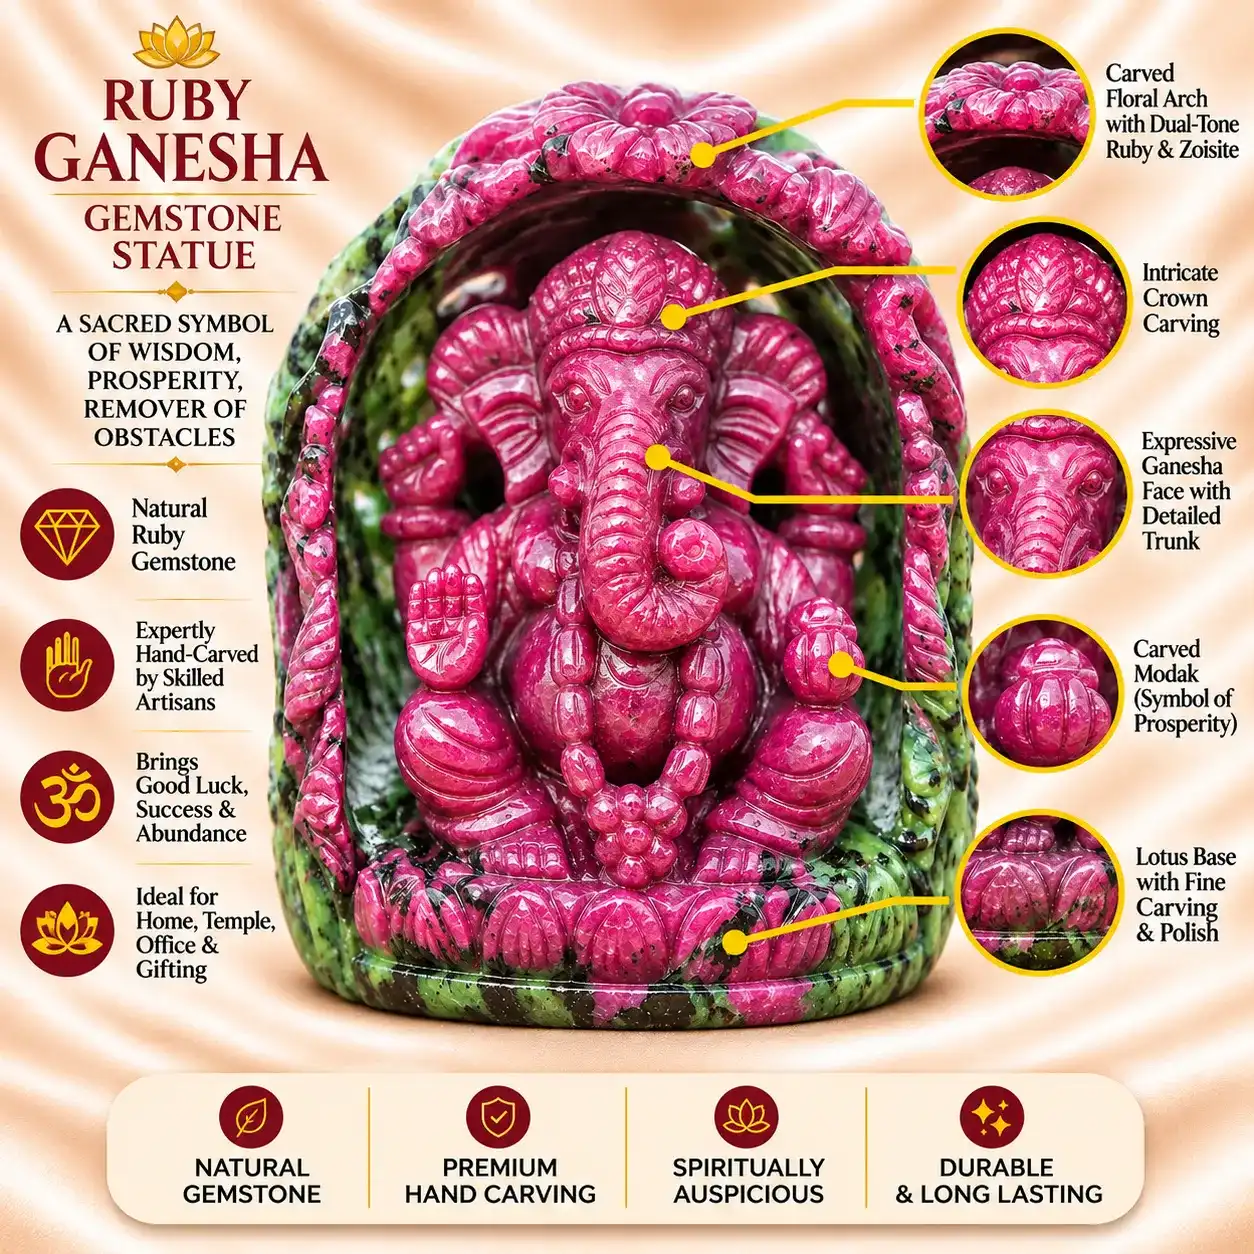 RUBY
GANESHA
GEMSTONE
STATUE
A SACRED SYMBOL
OF WISDOM,
PROSPERITY,
REMOVER OF
OBSTACLES
Natural
Ruby
Gemstone
Expertly
Hand-Carved
by Skilled
Artisans
ॐ
Brings
Good Luck,
Success &
Abundance
Ideal for
Home, Temple,
Office &
Gifting
Carved
Floral Arch
with Dual-Tone
Ruby & Zoisite
Intricate
Crown
Carving
Expressive
Ganesha
Face with
Detailed
Trunk
Carved
Modak
(Symbol of
Prosperity)
Lotus Base
with Fine
Carving
& Polish
NATURAL
GEMSTONE
PREMIUM
HAND CARVING
SPIRITUALLY
AUSPICIOUS
DURABLE
& LONG LASTING